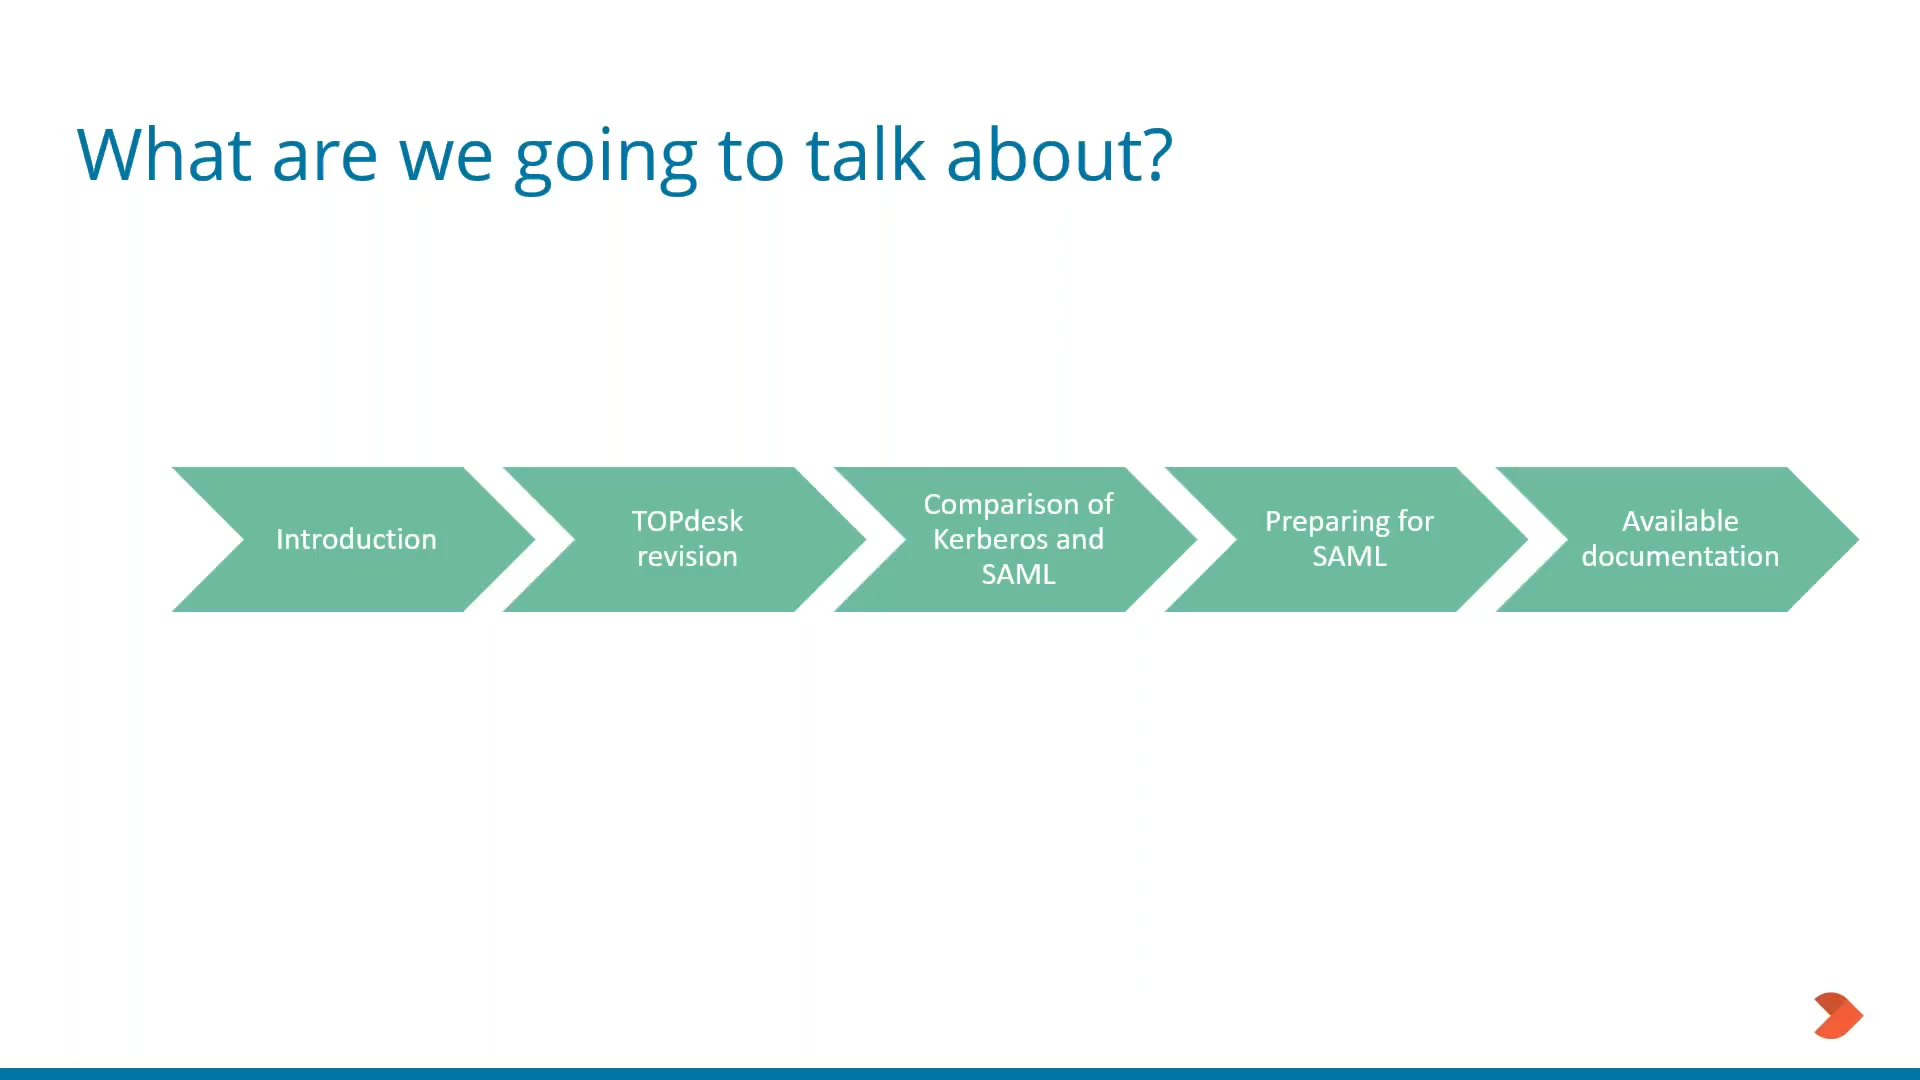 What are we going to talk about?
Introduction
TOPdesk
revision
Comparison of
Kerberos and
SAML
Preparing for
SAML
Available
documentation